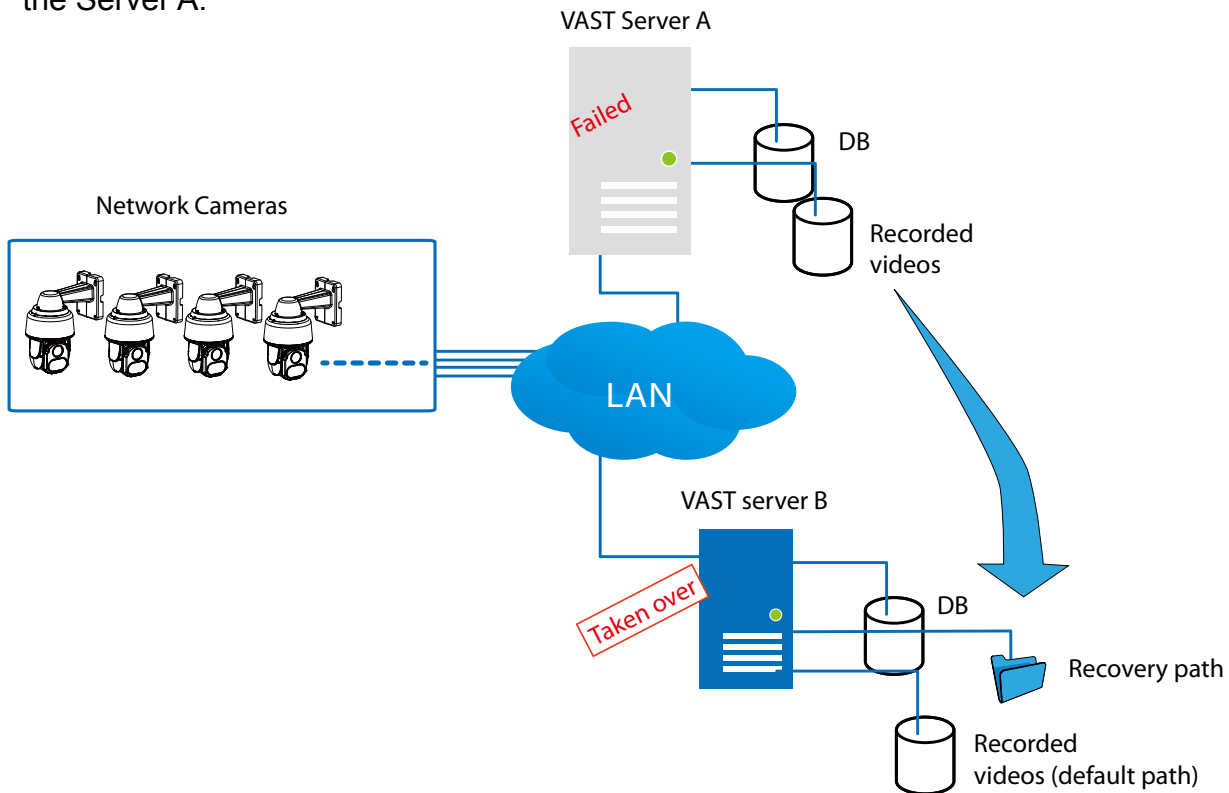 the Server A.
VAST Server A
Failed
DB
Network Cameras
Recorded
videos
LAN
VAST server B
Taken over
DB
Recovery path
Recorded
videos (default path)